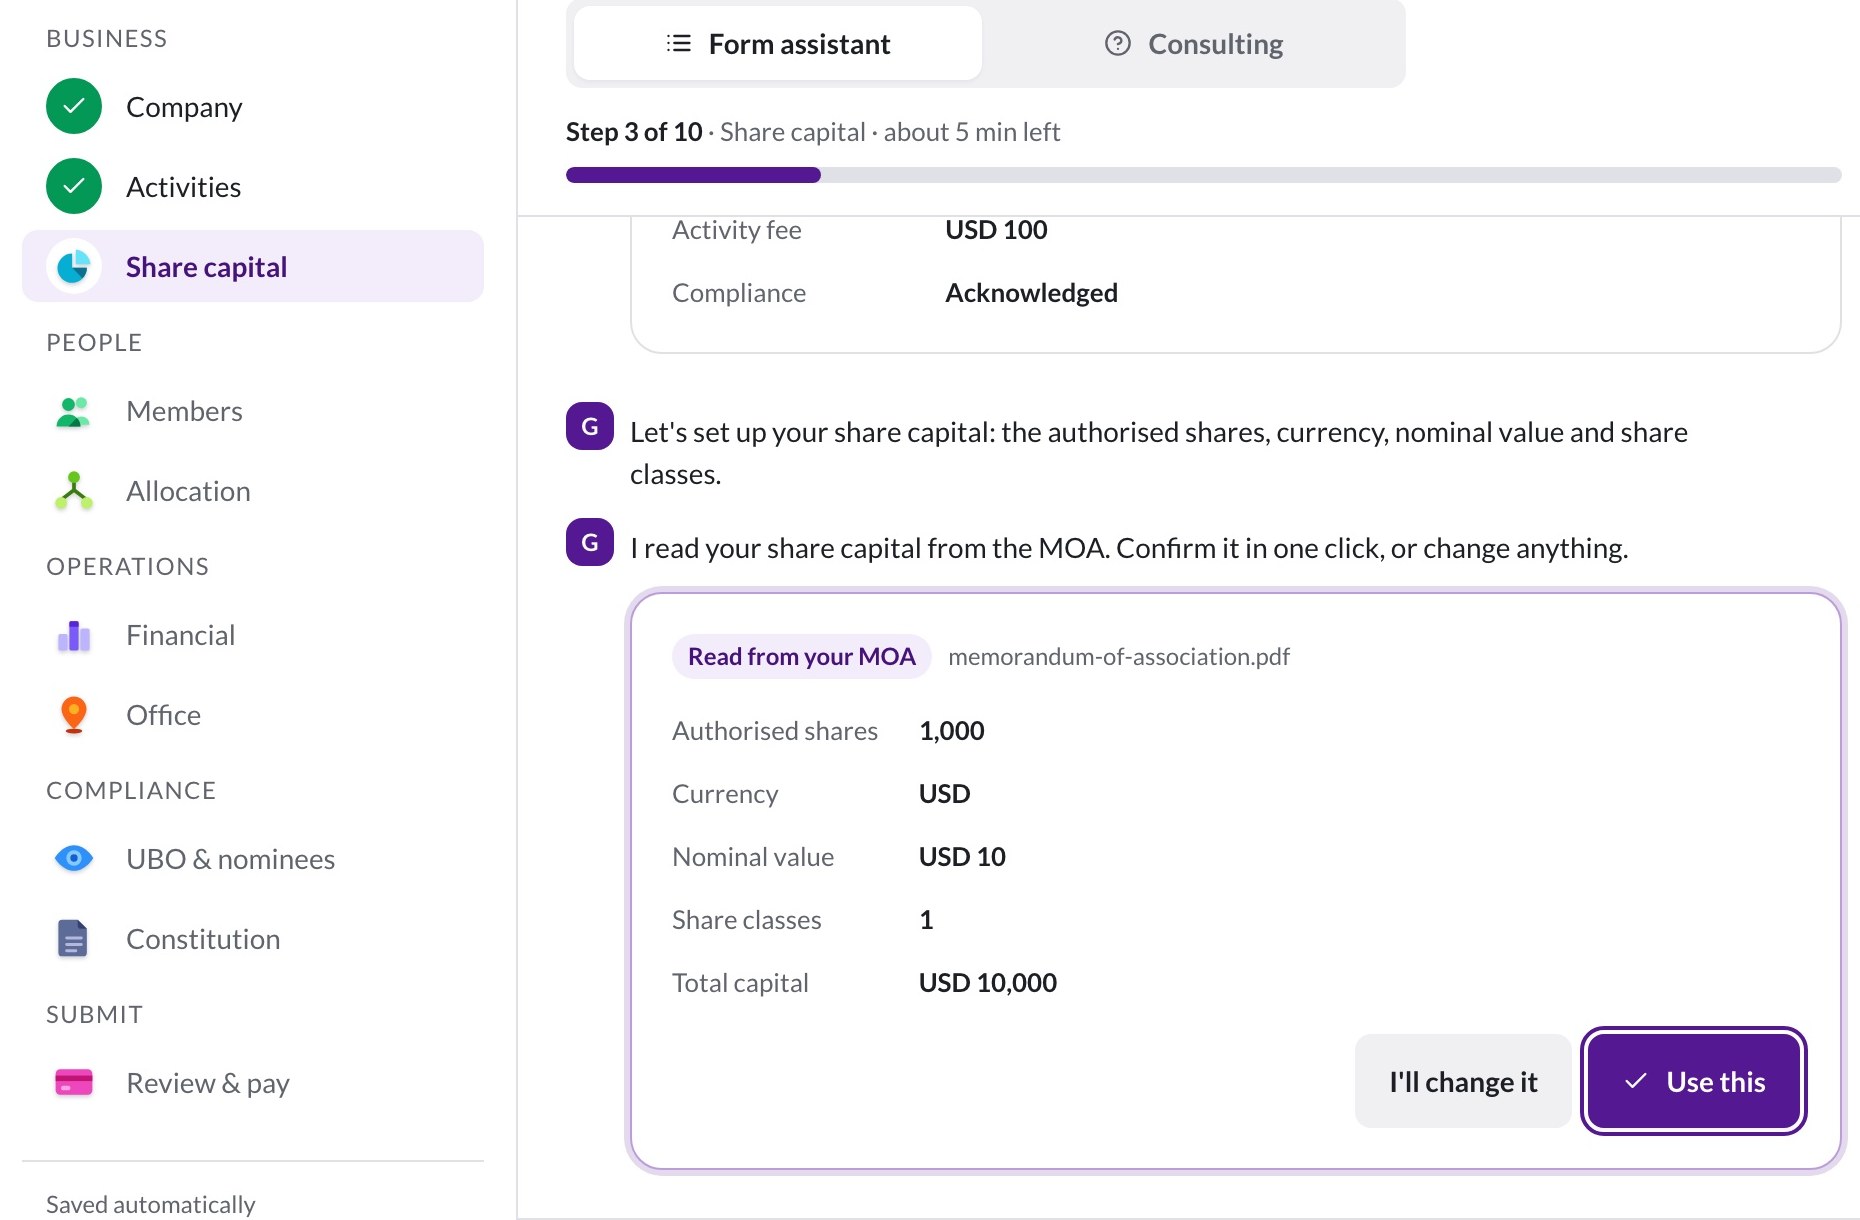 BUSINESS
Company
Activities
Share capital
PEOPLE
Members
Allocation
OPERATIONS
Financial
Office
COMPLIANCE
UBO & nominees
Constitution
SUBMIT
Review & pay
Saved automatically
Form assistant
Consulting
Step 3 of 10 · Share capital · about 5 min left
Activity fee USD 100
Compliance Acknowledged
G Let's set up your share capital: the authorised shares, currency, nominal value and share
classes.
G I read your share capital from the MOA. Confirm it in one click, or change anything.
Read from your MOA memorandum-of-association.pdf
Authorised shares 1,000
Currency USD
Nominal value USD 10
Share classes 1
Total capital USD 10,000
I'll change it
Use this